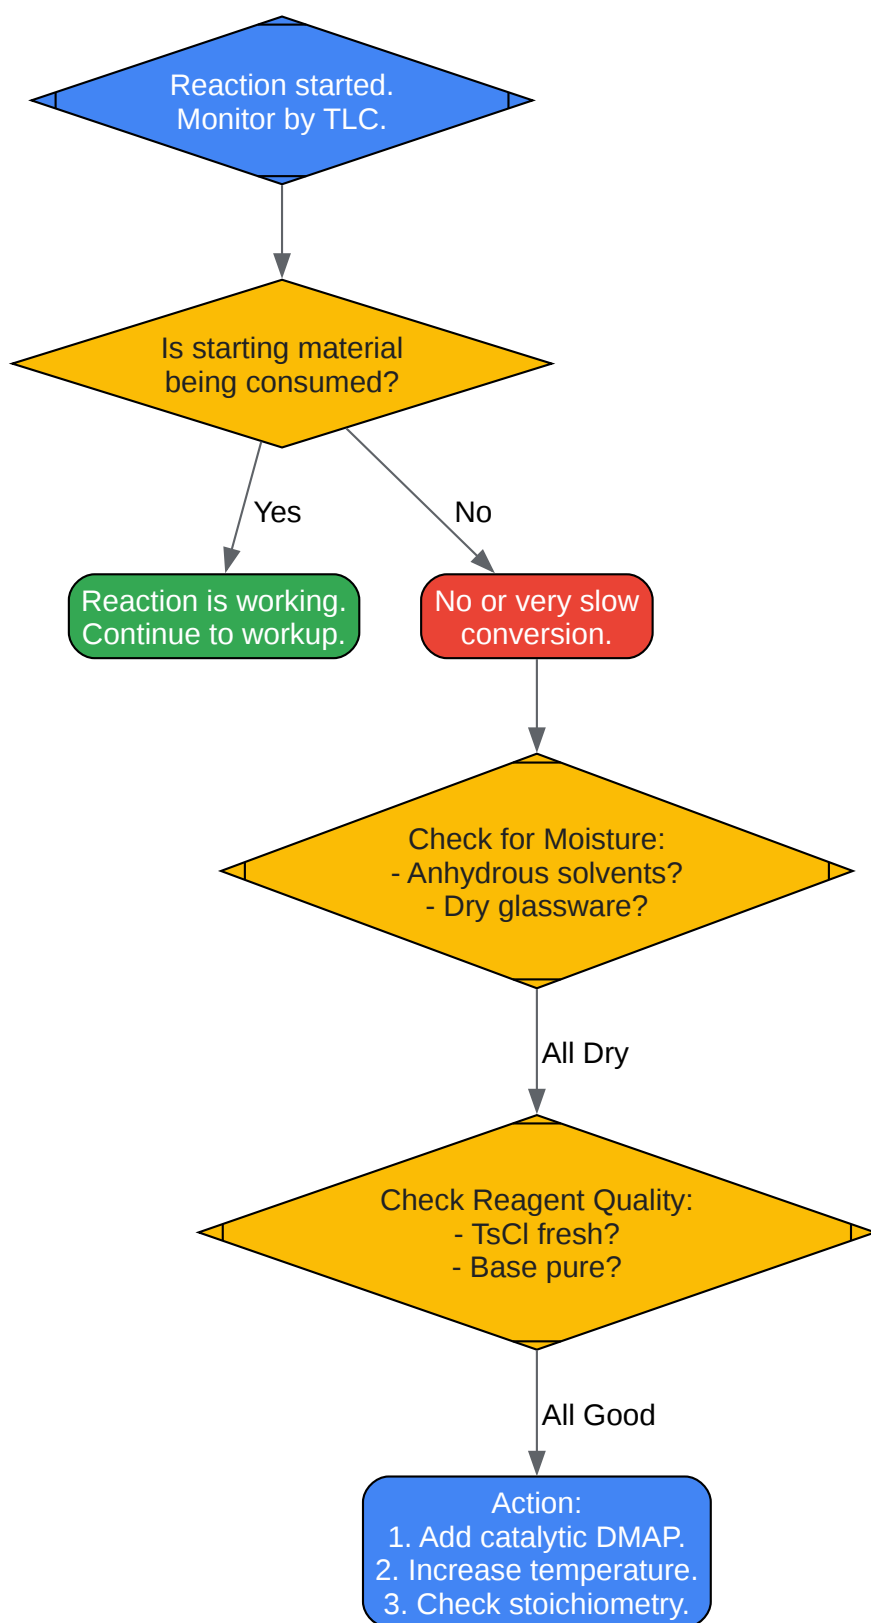 Reaction started.
Monitor by TLC.
Is starting material
being consumed?
Yes
No
Reaction is working.
Continue to workup.
No or very slow
conversion.
Check for Moisture:
- Anhydrous solvents?
- Dry glassware?
All Dry
Check Reagent Quality:
- TsCl fresh?
- Base pure?
All Good
Action:
1. Add catalytic DMAP.
2. Increase temperature.
3. Check stoichiometry.